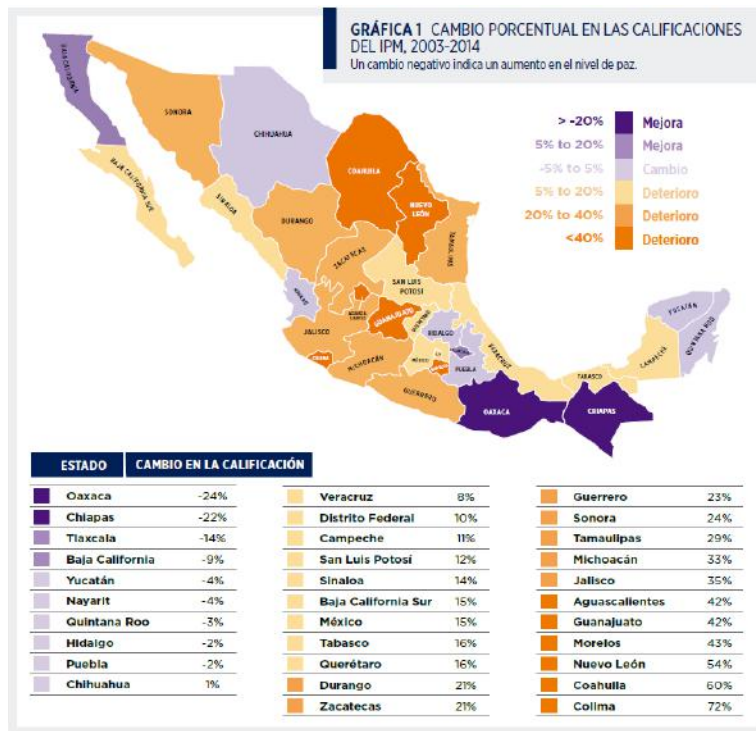 GRÁFICA 1 CAMBIO PORCENTUAL EN LAS CALIFICACIONES
DEL IPM, 2003-2014
Un cambio negativo indica un aumento en el nivel de paz.
> -20% Mejora
5% to 20% Mejora
-5% to 5% Cambio
5% to 20% Deterioro
20% to 40% Deterioro
<40% Deterioro
BAJA CALIFORNIA
SONORA
CHIHUAHUA
COAHUILA
BAJA CALIFORNIA SUR
SINALOA
NUEVO
LEÓN
DURANGO
TAMAULIPAS
ZACATECAS
SAN LUIS
POTOSÍ
NAYARIT
YUCATÁN
QUINTANA ROO
GUANAJUATO
HIDALGO
JALISCO
VERACRUZ
CAMPECHE
COLIMA
MÉXICO
PUEBLA
MICHOACÁN
TABASCO
GUERRERO
OAXACA
CHIAPAS
ESTADO CAMBIO EN LA CALIFICACIÓN
Oaxaca -24%
Chiapas -22%
Tlaxcala -14%
Baja California -9%
Yucatán -4%
Nayarit -4%
Quintana Roo -3%
Hidalgo -2%
Puebla -2%
Chihuahua 1%
Veracruz 8%
Distrito Federal 10%
Campeche 11%
San Luis Potosí 12%
Sinaloa 14%
Baja California Sur 15%
México 15%
Tabasco 16%
Querétaro 16%
Durango 21%
Zacatecas 21%
Guerrero 23%
Sonora 24%
Tamaulipas 29%
Michoacán 33%
Jalisco 35%
Aguascalientes 42%
Guanajuato 42%
Morelos 43%
Nuevo León 54%
Coahuila 60%
Colima 72%